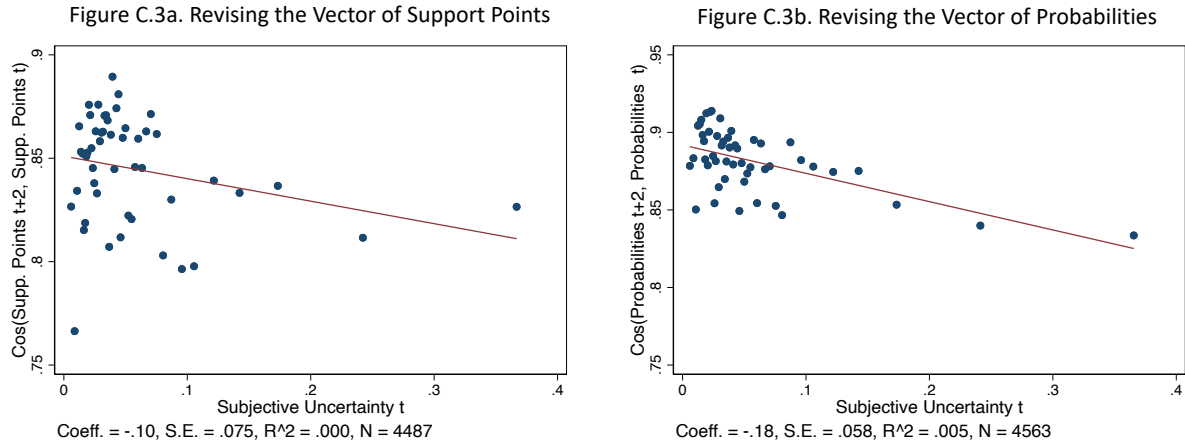 Figure C.3a. Revising the Vector of Support Points
Cos(Supp. Points t+2, Supp. Points t)
.9
.85
.8
.75
0
.1
.2
.3
.4
Subjective Uncertainty t
Coeff. = -.10, S.E. = .075, R^2 = .000, N = 4487
Figure C.3b. Revising the Vector of Probabilities
Cos(Probabilities t+2, Probabilities t)
.95
.9
.85
.8
.75
0
.1
.2
.3
.4
Subjective Uncertainty t
Coeff. = -.18, S.E. = .058, R^2 = .005, N = 4563